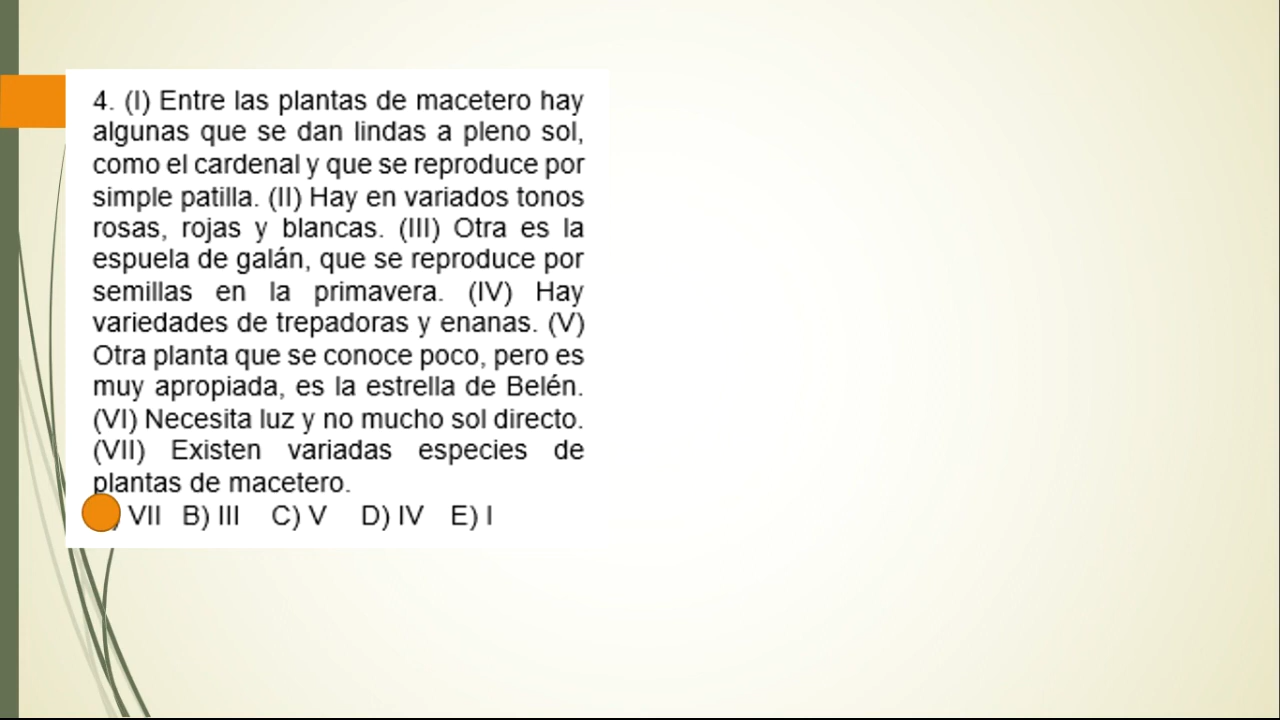 4. (I) Entre las plantas de macetero hay
algunas que se dan lindas a pleno sol,
como el cardenal y que se reproduce por
simple patilla. (II) Hay en variados tonos
rosas, rojas y blancas. (III) Otra es la
espuela de galán, que se reproduce por
semillas en la primavera. (IV) Hay
variedades de trepadoras y enanas. (V)
Otra planta que se conoce poco, pero es
muy apropiada, es la estrella de Belén.
(VI) Necesita luz y no mucho sol directo.
(VII) Existen variadas especies de
plantas de macetero.
) VII B) III C) V D) IV E) I